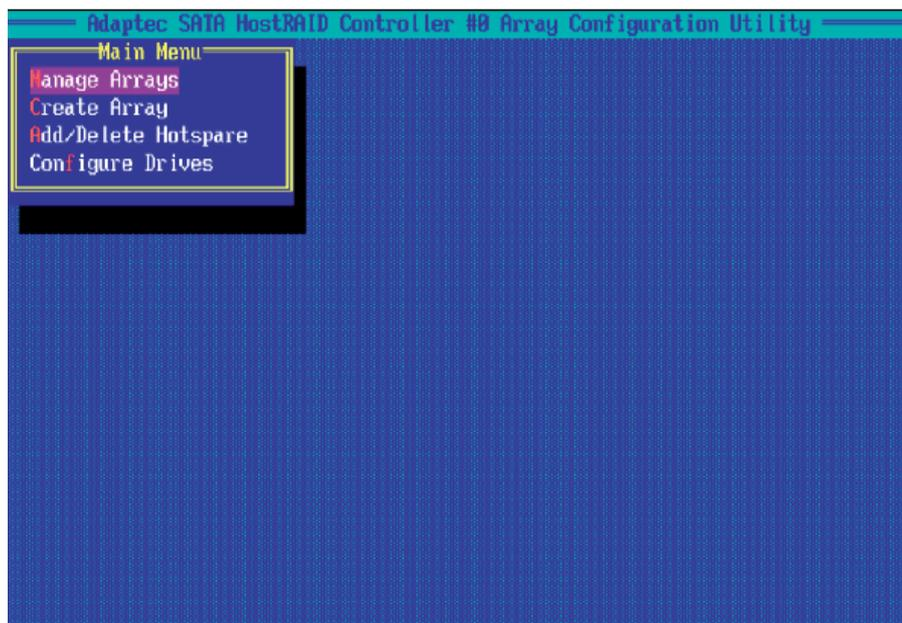 Adaptec SATA HostRAID Controller #0 Array Configuration Utility
Main Menu
Manage Arrays
Create Array
Add/Delete Hotspare
Configure Drives